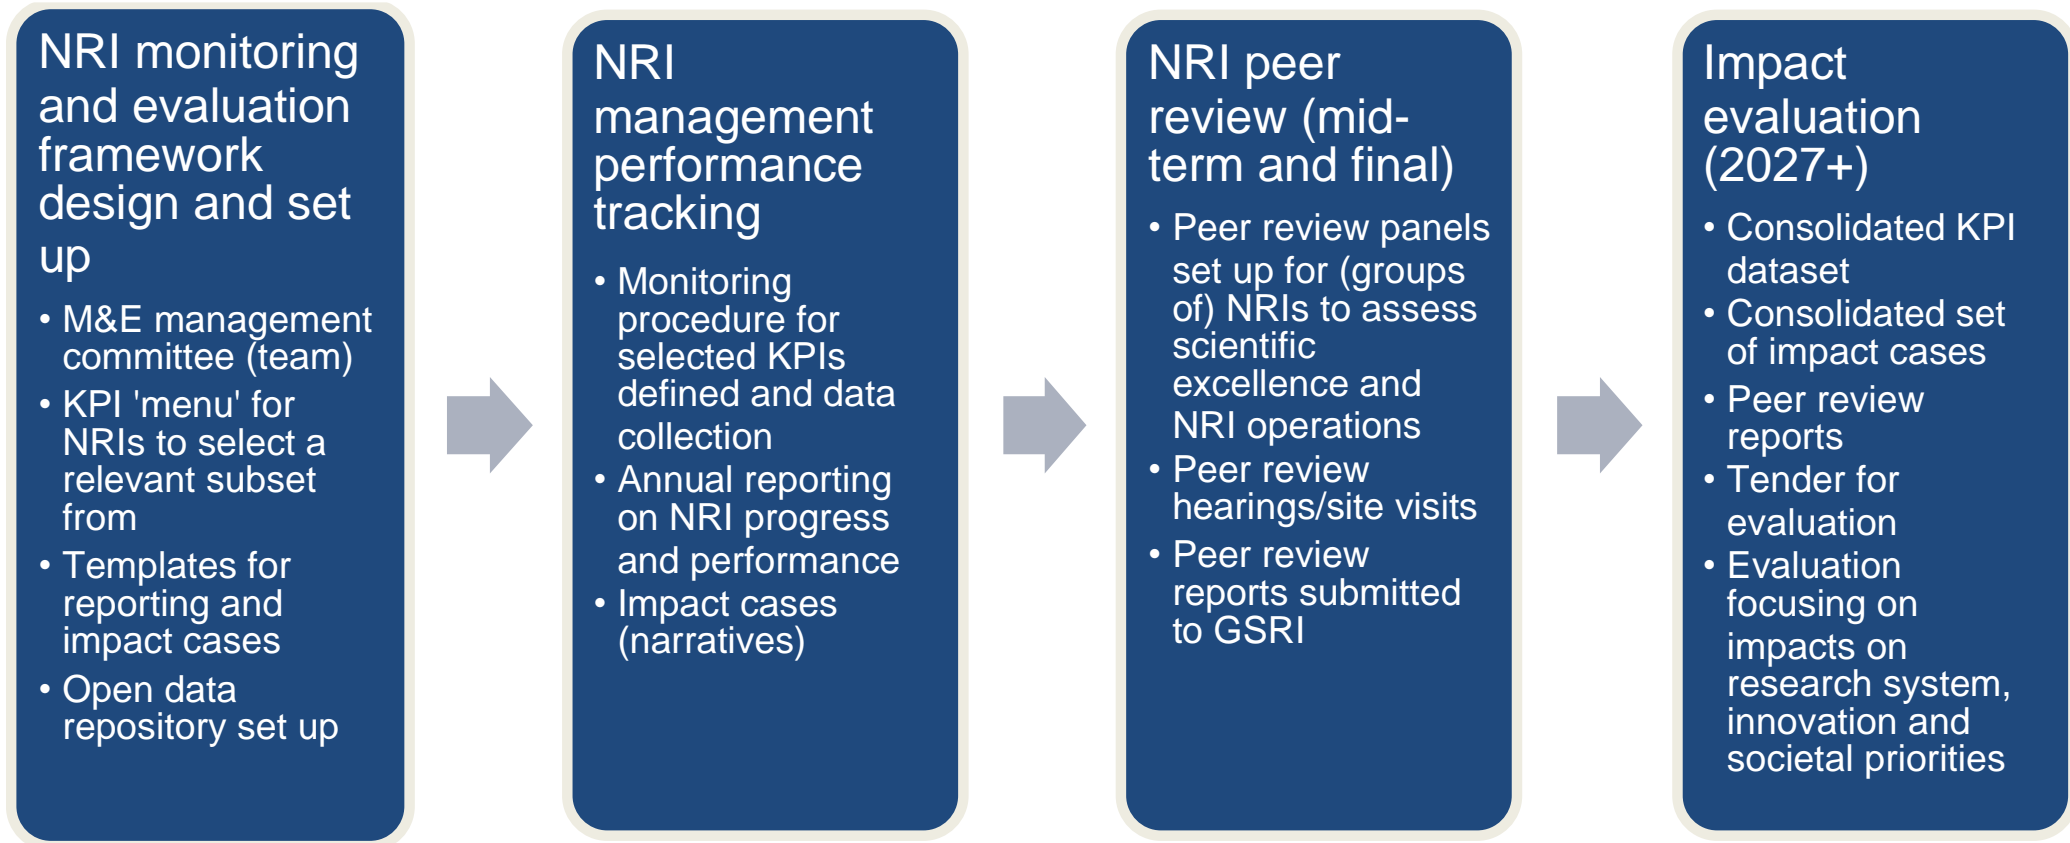 NRI monitoring
and evaluation
framework
design and set
up
• M&E management
committee (team)
• KPI 'menu' for
NRIs to select a
relevant subset
from
• Templates for
reporting and
impact cases
• Open data
repository set up
NRI
management
performance
tracking
• Monitoring
procedure for
selected KPIs
defined and data
collection
• Annual reporting
on NRI progress
and performance
• Impact cases
(narratives)
NRI peer
review (mid-
term and final)
• Peer review panels
set up for (groups
of) NRIs to assess
scientific
excellence and
NRI operations
• Peer review
hearings/site visits
• Peer review
reports submitted
to GSRI
Impact
evaluation
(2027+)
• Consolidated KPI
dataset
• Consolidated set
of impact cases
• Peer review
reports
• Tender for
evaluation
• Evaluation
focusing on
impacts on
research system,
innovation and
societal priorities